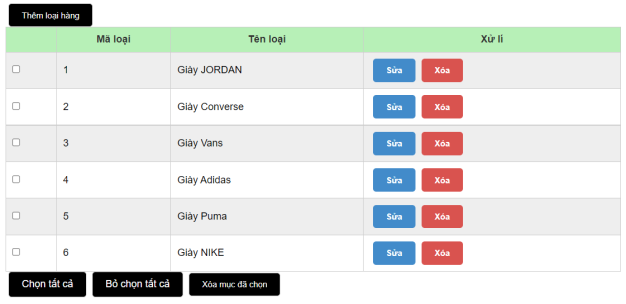 Thêm loại hàng
Mã loại Tên loại Xử lí
1 Giày JORDAN Sửa Xóa
2 Giày Converse Sửa Xóa
3 Giày Vans Sửa Xóa
4 Giày Adidas Sửa Xóa
5 Giày Puma Sửa Xóa
6 Giày NIKE Sửa Xóa
Chọn tất cả Bỏ chọn tất cả Xóa mục đã chọn